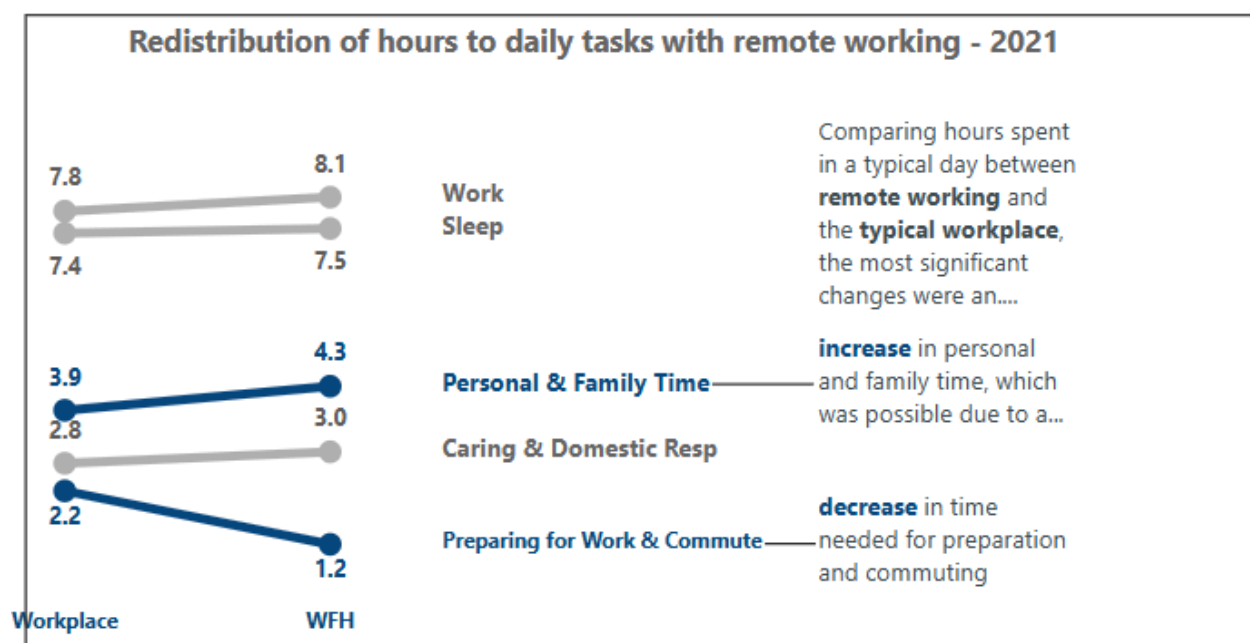 Redistribution of hours to daily tasks with remote working - 2021
Comparing hours spent
in a typical day between
remote working and
the typical workplace,
the most significant
changes were an....
7.8
8.1
Work
Sleep
7.4
7.5
3.9
4.3
Personal & Family Time
increase in personal
and family time, which
was possible due to a...
2.8
3.0
Caring & Domestic Resp
2.2
1.2
Preparing for Work & Commute
decrease in time
needed for preparation
and commuting
Workplace
WFH